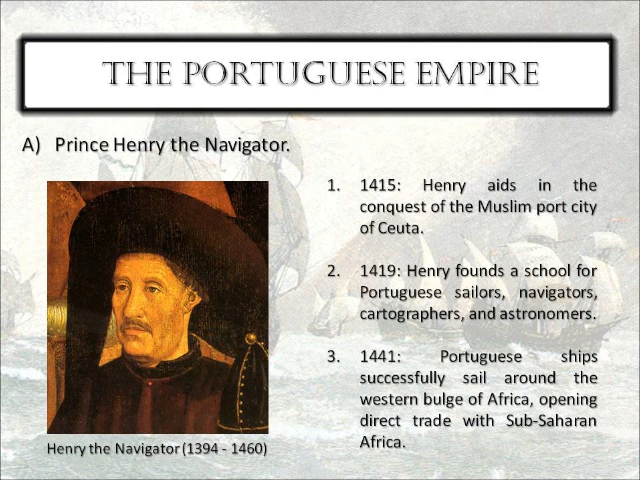 THE PORTUGUESE EMPIRE
A) Prince Henry the Navigator.
1. 1415: Henry aids in the
conquest of the Muslim port city
of Ceuta.
2. 1419: Henry founds a school for
Portuguese sailors, navigators,
cartographers, and astronomers.
3. 1441: Portuguese ships
successfully sail around the
western bulge of Africa, opening
direct trade with Sub-Saharan
Africa.
Henry the Navigator (1394 - 1460)